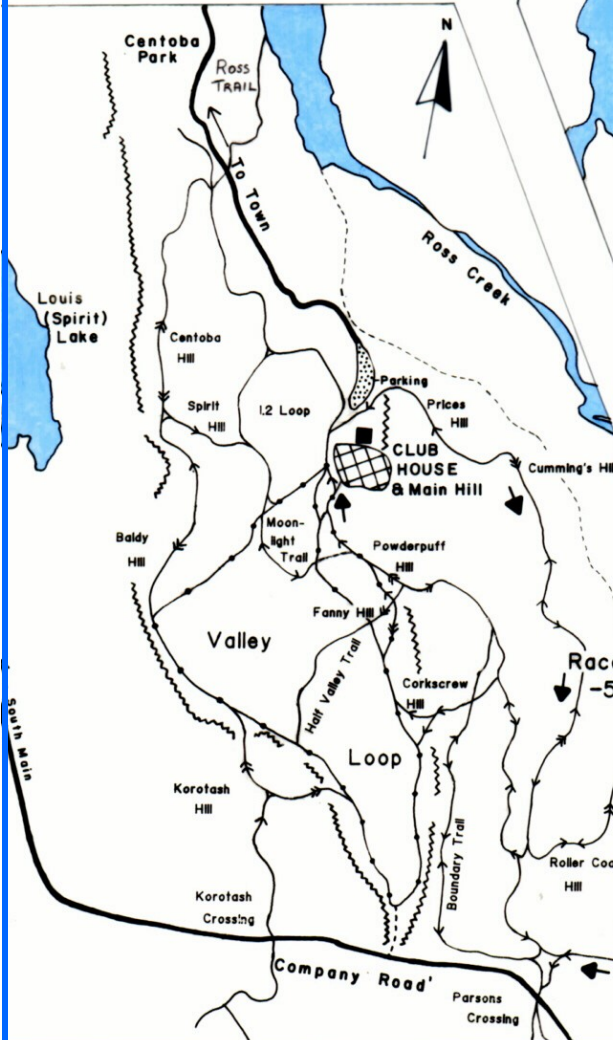 Centoba
Park
ROSS
TRAIL
N
To Town
Ross Creek
Louis
(Spirit)
Lake
Centoba
Hill
Parking
Spirit
Hill
1.2 Loop
Prices
Hill
CLUB
HOUSE
& Main Hill
Cumming's Hi
Moon-
light
Trail
Baldy
Hill
Powderpuff
Hill
Fanny Hill
Valley
Half Valley Trail
Race
-5
Corkscrew
Hill
South Main
Loop
Korotash
Hill
Boundary Trail
Roller Coa
Hill
Korotash
Crossing
Company Road'
Parsons
Crossing